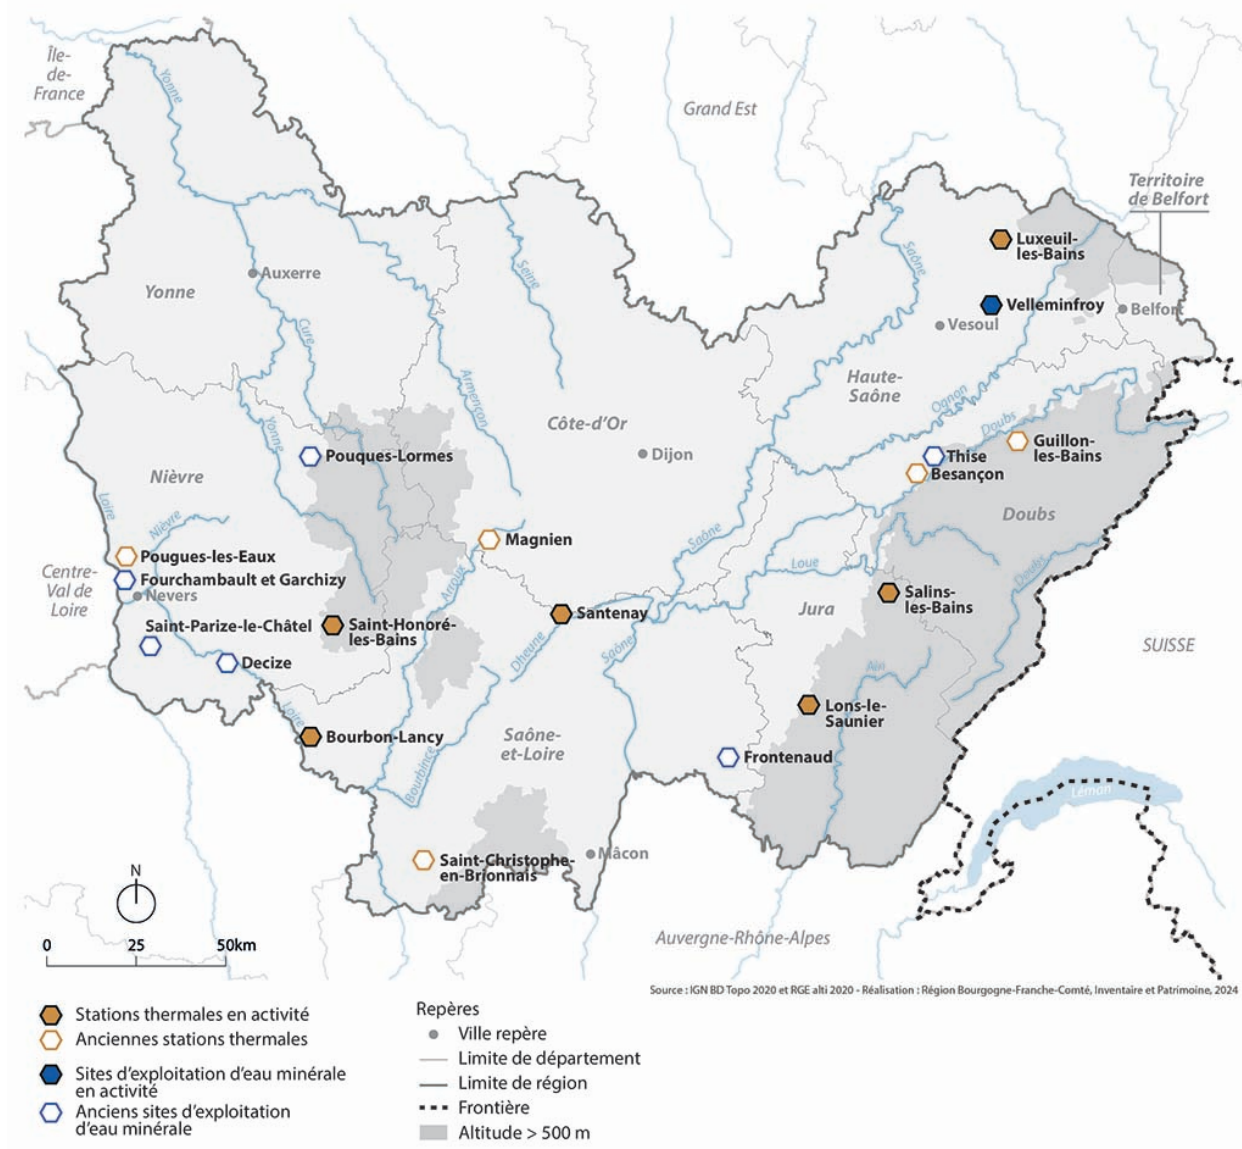 Île-
de-
France
Yonne
Grand Est
Territoire
de Belfort
Luxeuil-
les-Bains
Saône
Seine
Auxerre
Yonne
Velleminfroy
Belfort
Vesoul
Cure
Armençon
Haute-
Saône
Ognon
Côte-d'Or
Doubs
Yonne
Guillon-
les-Bains
Pouques-Lormes
Dijon
Thise
Besançon
Nièvre
Loire
Nièvre
Doubs
Saône
Magnien
Pougues-les-Eaux
Fourchambault et Garchizy
Centre-
Val de
Loire
Nevers
Arroux
Loue
Doubs
Salins-
les-Bains
Jura
Saint-Parize-le-Châtel
Saint-Honoré-
les-Bains
Santenay
Dheune
Saône
SUISSE
Decize
Ain
Loire
Lons-le-
Saunier
Bourbon-Lancy
Saône-
et-Loire
Bourbince
Frontenaud
Léman
Saint-Christophe-
en-Brionnais
Mâcon
N
Auvergne-Rhône-Alpes
0 25 50km
Source : IGN BD Topo 2020 et RGE alti 2020 - Réalisation : Région Bourgogne-Franche-Comté, Inventaire et Patrimoine, 2024
Stations thermales en activité
Anciennes stations thermales
Sites d'exploitation d'eau minérale
en activité
Anciens sites d'exploitation
d'eau minérale
Repères
Ville repère
Limite de département
Limite de région
Frontière
Altitude > 500 m